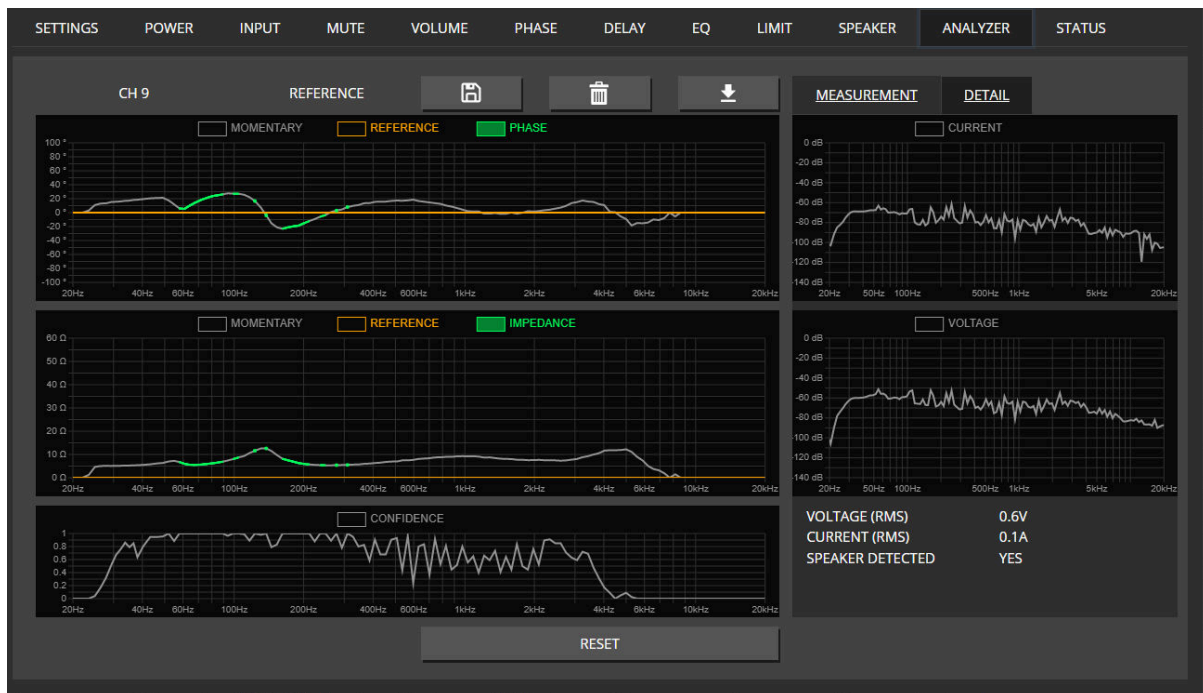 SETTINGS POWER INPUT MUTE VOLUME PHASE DELAY EQ LIMIT SPEAKER ANALYZER STATUS
CH 9 REFERENCE
MEASUREMENT DETAIL
MOMENTARY REFERENCE PHASE
100 °
80 °
60 °
40 °
20 °
0 °
-20 °
-40 °
-60 °
-80 °
-100 °
20Hz 40Hz 60Hz 100Hz 200Hz 400Hz 600Hz 1kHz 2kHz 4kHz 6kHz 10kHz 20kHz
CURRENT
0 dB
-20 dB
-40 dB
-60 dB
-80 dB
-100 dB
-120 dB
-140 dB
20Hz 50Hz 100Hz 500Hz 1kHz 5kHz 20kHz
MOMENTARY REFERENCE IMPEDANCE
60 Ω
50 Ω
40 Ω
30 Ω
20 Ω
10 Ω
0 Ω
20Hz 40Hz 60Hz 100Hz 200Hz 400Hz 600Hz 1kHz 2kHz 4kHz 6kHz 10kHz 20kHz
VOLTAGE
0 dB
-20 dB
-40 dB
-60 dB
-80 dB
-100 dB
-120 dB
-140 dB
20Hz 50Hz 100Hz 500Hz 1kHz 5kHz 20kHz
CONFIDENCE
1
0.8
0.6
0.4
0.2
0
20Hz 40Hz 60Hz 100Hz 200Hz 400Hz 600Hz 1kHz 2kHz 4kHz 6kHz 10kHz 20kHz
VOLTAGE (RMS) 0.6V
CURRENT (RMS) 0.1A
SPEAKER DETECTED YES
RESET